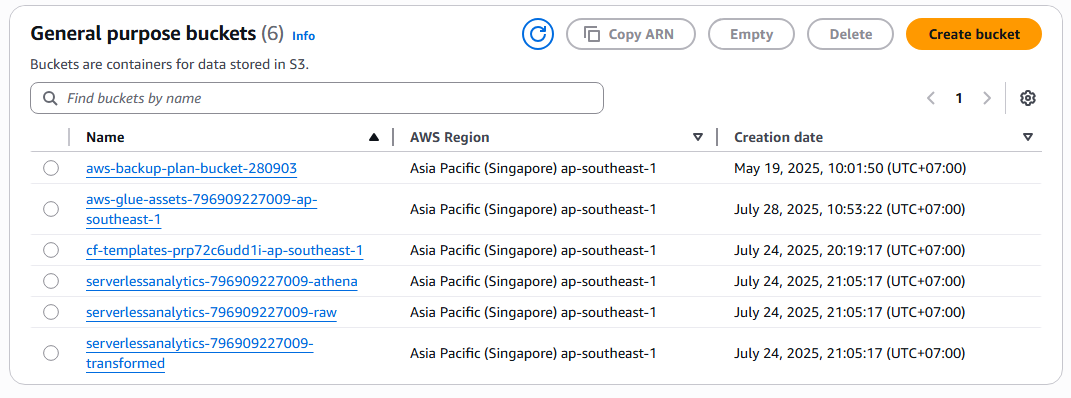 General purpose buckets (6) Info
Copy ARN
Empty
Delete
Create bucket
Buckets are containers for data stored in S3.
Find buckets by name
1
Name AWS Region Creation date
aws-backup-plan-bucket-280903 Asia Pacific (Singapore) ap-southeast-1 May 19, 2025, 10:01:50 (UTC+07:00)
aws-glue-assets-796909227009-ap-
southeast-1 Asia Pacific (Singapore) ap-southeast-1 July 28, 2025, 10:53:22 (UTC+07:00)
cf-templates-prp72c6udd1i-ap-southeast-1 Asia Pacific (Singapore) ap-southeast-1 July 24, 2025, 20:19:17 (UTC+07:00)
serverlessanalytics-796909227009-athena Asia Pacific (Singapore) ap-southeast-1 July 24, 2025, 21:05:17 (UTC+07:00)
serverlessanalytics-796909227009-raw Asia Pacific (Singapore) ap-southeast-1 July 24, 2025, 21:05:17 (UTC+07:00)
serverlessanalytics-796909227009-
transformed Asia Pacific (Singapore) ap-southeast-1 July 24, 2025, 21:05:17 (UTC+07:00)